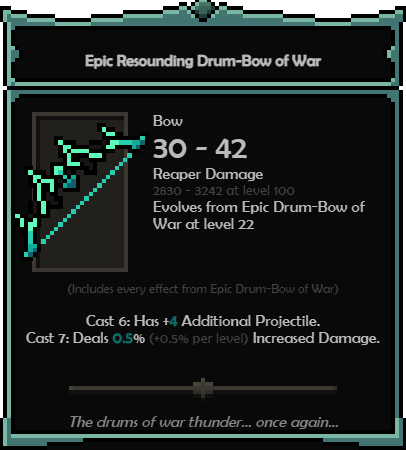 Epic Resounding Drum-Bow of War
Bow
30 - 42
Reaper Damage
2830 - 3242 at level 100
Evolves from Epic Drum-Bow of
War at level 22
(Includes every effect from Epic Drum-Bow of War)
Cast 6: Has +4 Additional Projectile.
Cast 7: Deals 0.5% (+0.5% per level) Increased Damage.
The drums of war thunder... once again...